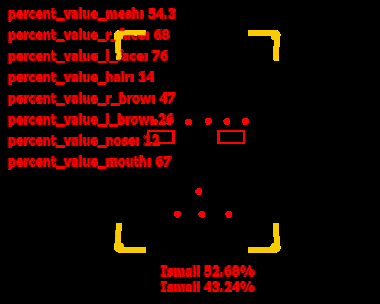 percent_value_mesh: 54.3
percent_value_r_face: 68
percent_value_l_face: 76
percent_value_hair: 14
percent_value_r_brow: 47
percent_value_l_brow: 26
percent_value_nose: 12
percent_value_mouth: 67
Ismail 52.68%
Ismail 43.24%